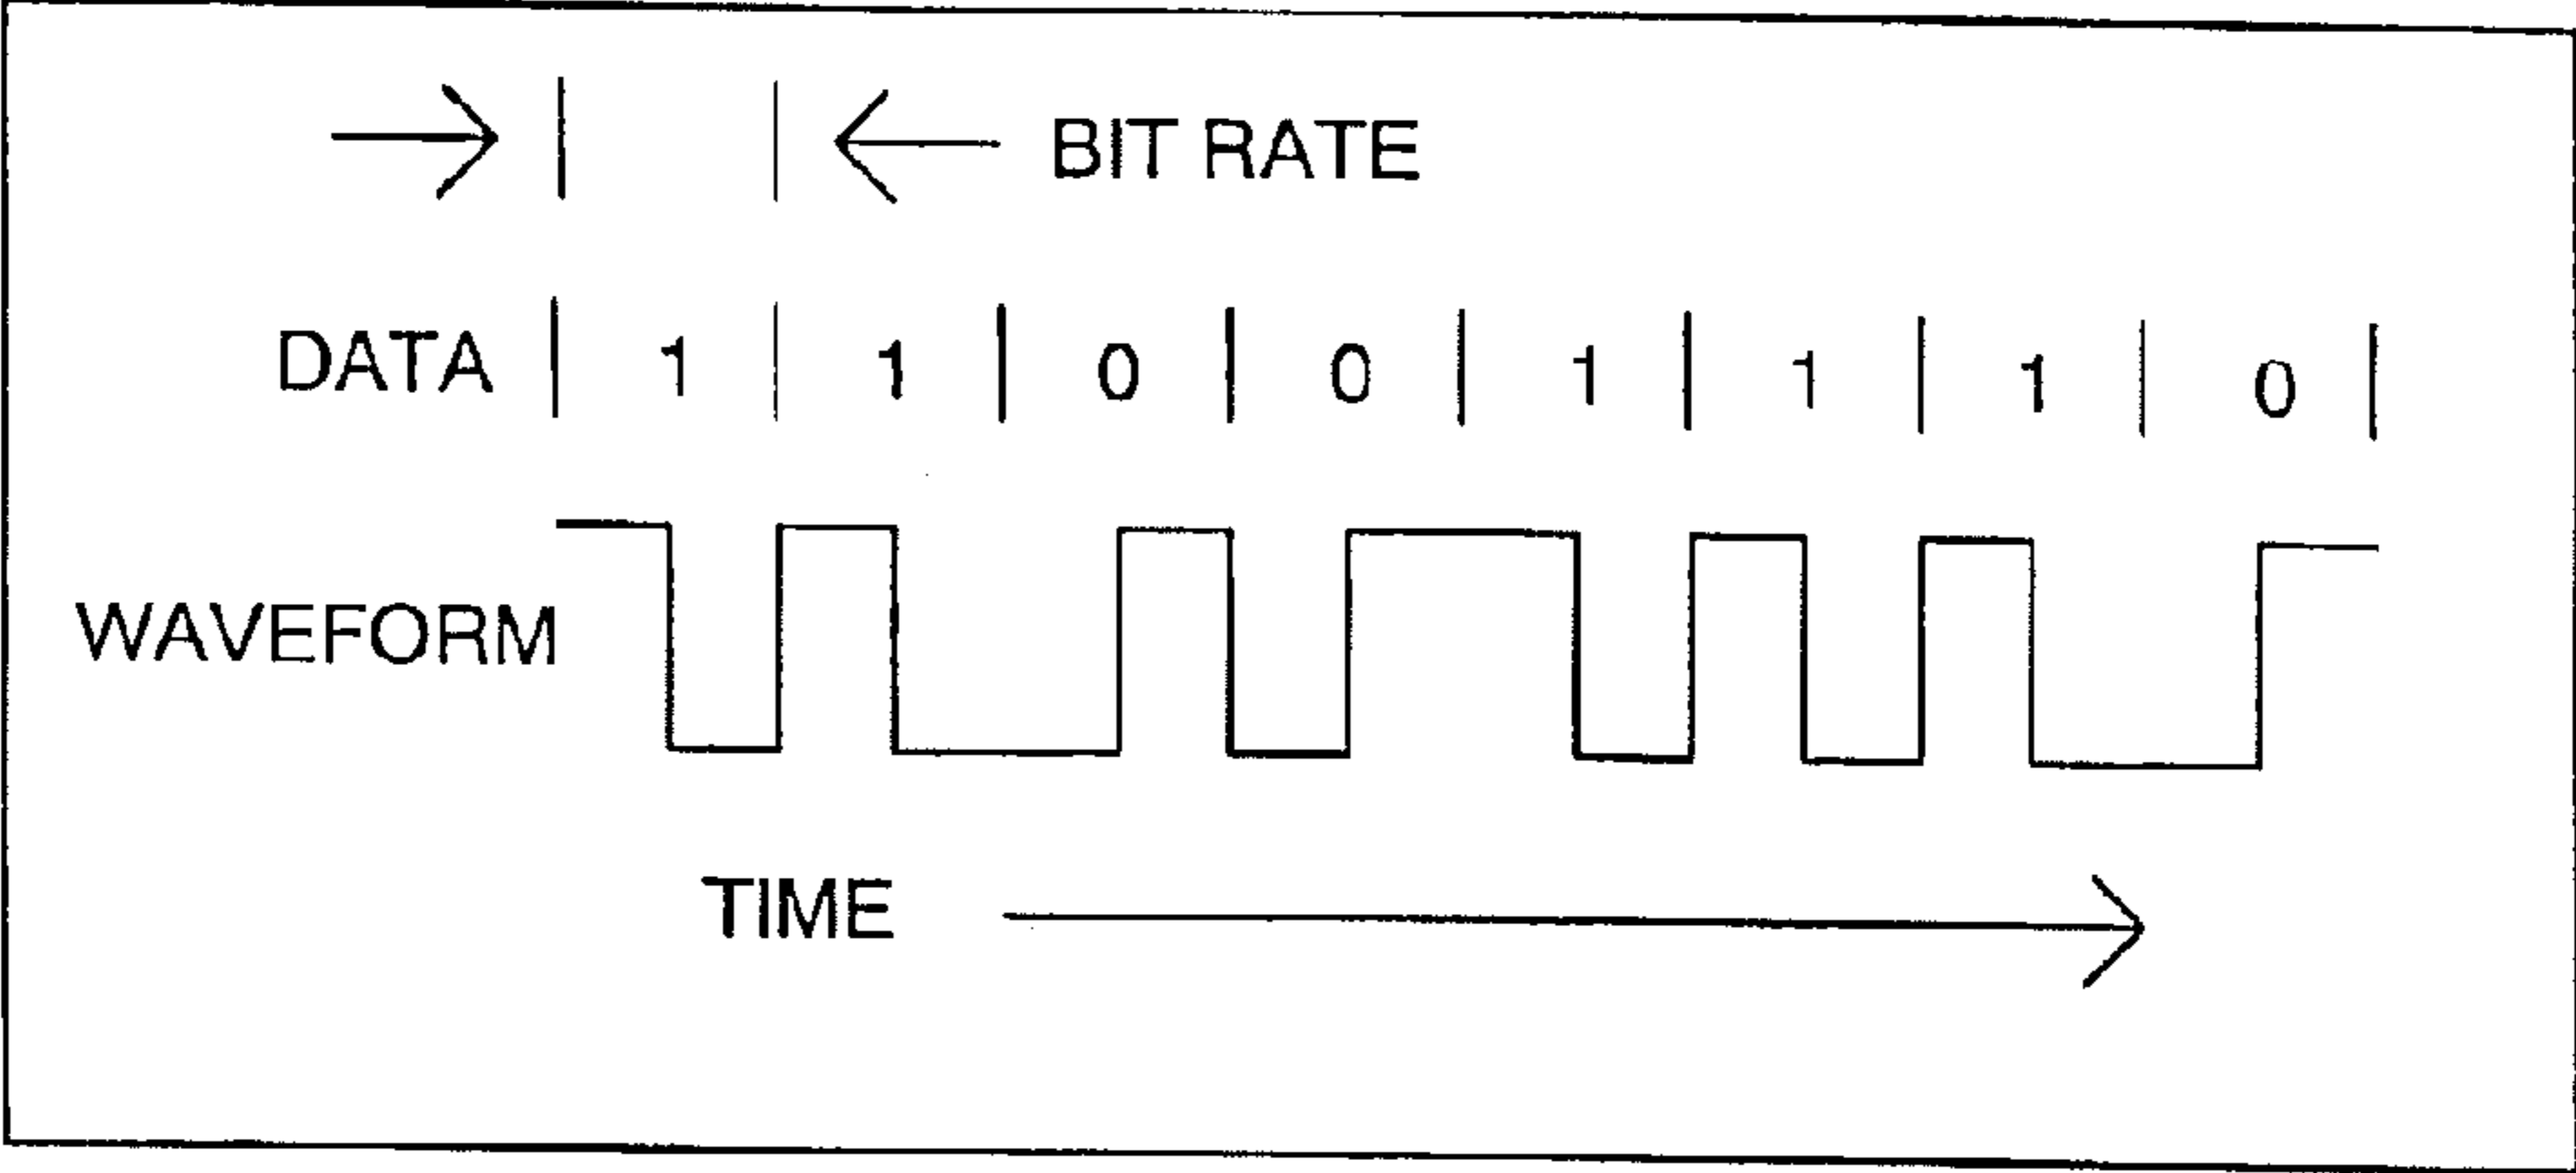 BIT RATE
DATA | 1 | 1 | 0 | 0 | 1 | 1 | 1 | 0 |
WAVEFORM
TIME